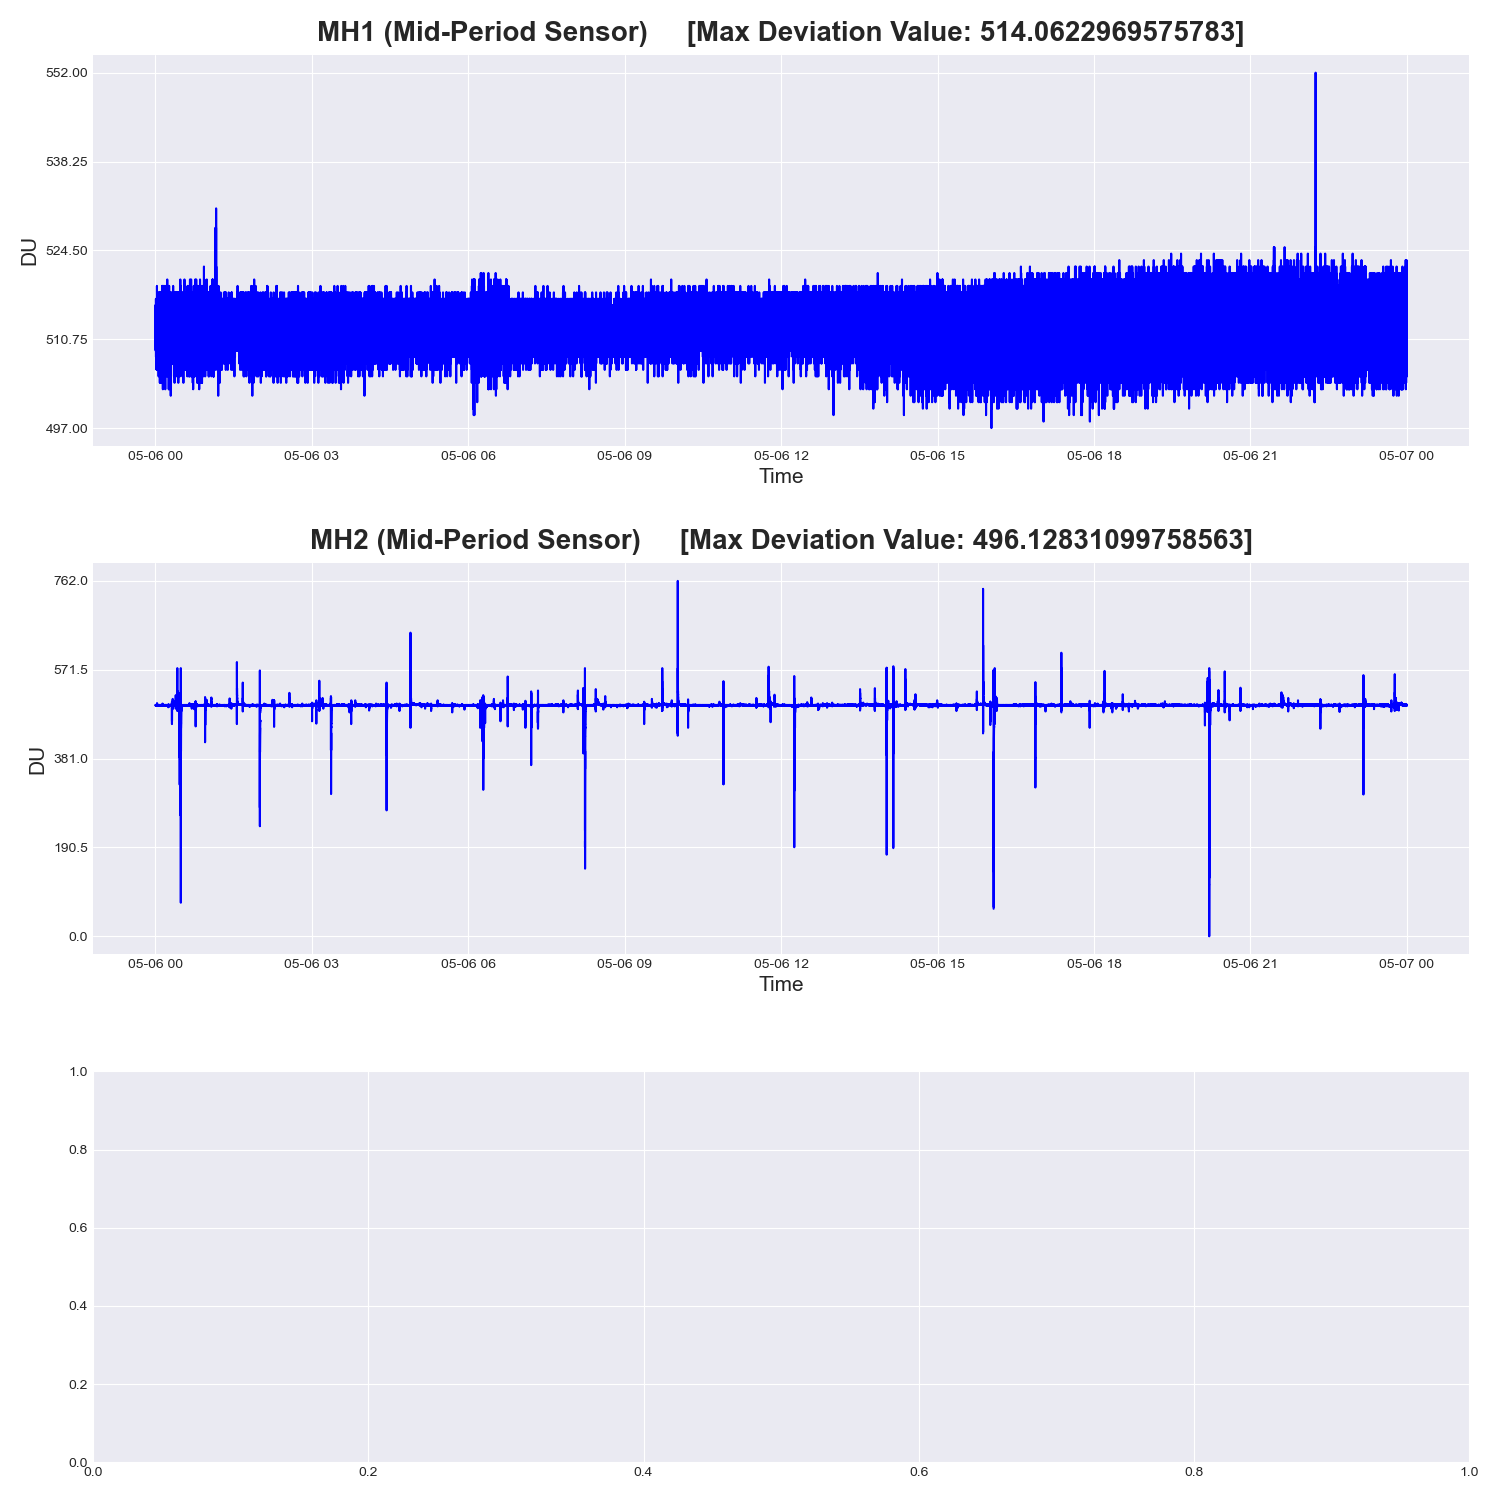 MH1 (Mid-Period Sensor) [Max Deviation Value: 514.0622969575783]
552.00
538.25
524.50
510.75
497.00
DU
05-06 00 05-06 03 05-06 06 05-06 09 05-06 12 05-06 15 05-06 18 05-06 21 05-07 00
Time
MH2 (Mid-Period Sensor) [Max Deviation Value: 496.12831099758563]
762.0
571.5
381.0
190.5
0.0
DU
05-06 00 05-06 03 05-06 06 05-06 09 05-06 12 05-06 15 05-06 18 05-06 21 05-07 00
Time
1.0
0.8
0.6
0.4
0.2
0.0
0.0 0.2 0.4 0.6 0.8 1.0